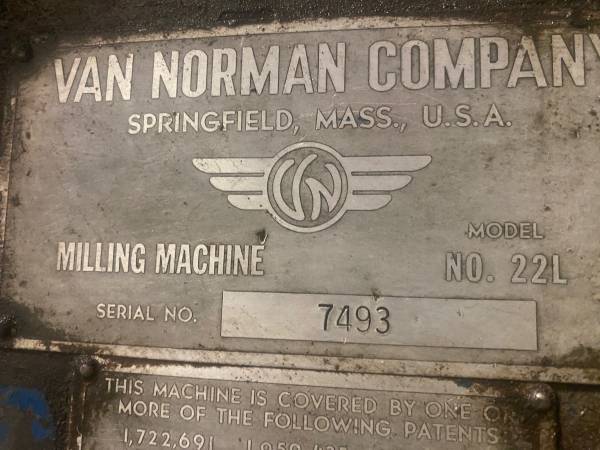 VAN NORMAN COMPANY
SPRINGFIELD, MASS., U.S.A.
VN
MODEL
MILLING MACHINE NO. 22L
SERIAL NO. 7493
THIS MACHINE IS COVERED BY ONE OR
MORE OF THE FOLLOWING PATENTS
1,722,691